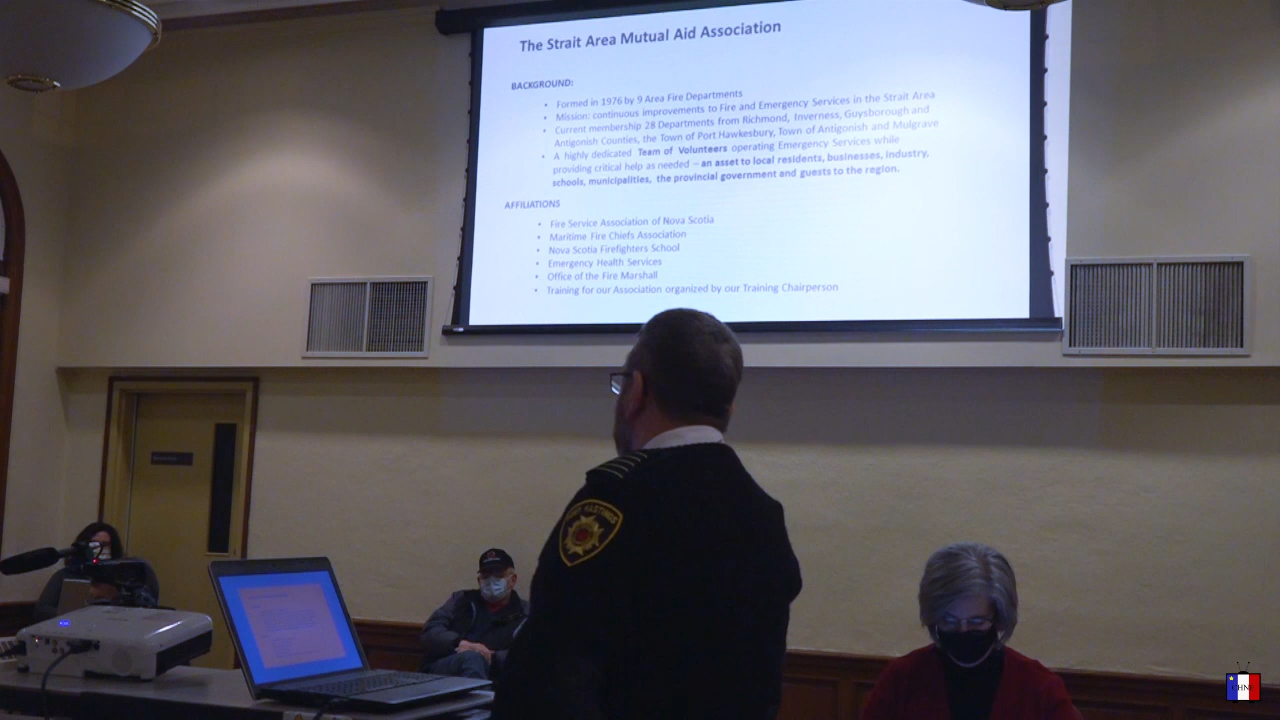 The Strait Area Mutual Aid Association
BACKGROUND:
• Formed in 1976 by 9 Area Fire Departments
• Mission: continuous improvements to Fire and Emergency Services in the Strait Area
• Current membership 28 Departments from Richmond, Inverness, Guysborough and
Antigonish Counties, the Town of Port Hawkesbury, Town of Antigonish and Mulgrave
• A highly dedicated Team of Volunteers operating Emergency Services while
providing critical help as needed – an asset to local residents, businesses, industry,
schools, municipalities, the provincial government and guests to the region.
AFFILIATIONS
• Fire Service Association of Nova Scotia
• Maritime Fire Chiefs Association
• Nova Scotia Firefighters School
• Emergency Health Services
• Office of the Fire Marshall
• Training for our Association organized by our Training Chairperson
PORT HASTINGS